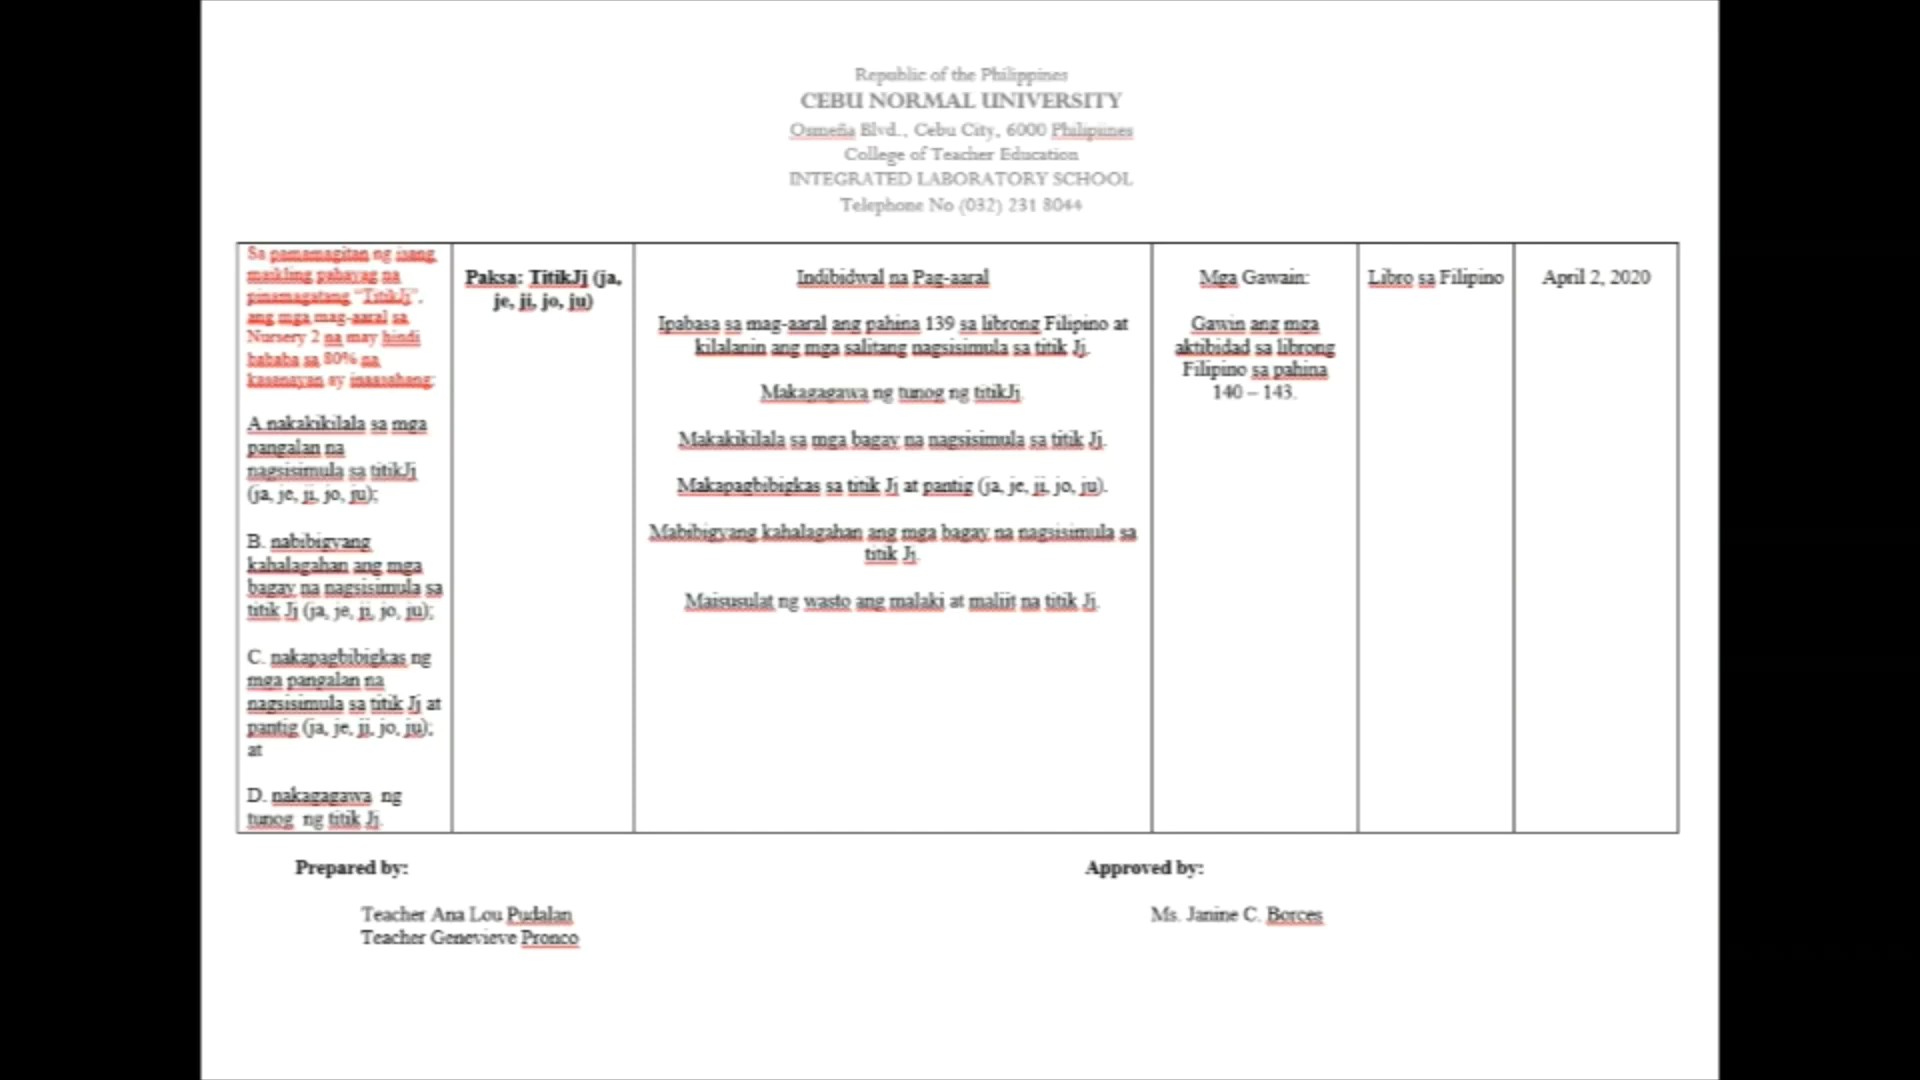 Republic of the Philippines
CEBU NORMAL UNIVERSITY
Osmeña Blvd., Cebu City, 6000 Philipiines
College of Teacher Education
INTEGRATED LABORATORY SCHOOL
Telephone No (032) 231 8044
Sa pamamagitan ng isang
maikling pahayag na
pinamagatang "TitikJj",
ang mga mag-aaral sa
Nursery 2 na may hindi
bababa sa 80% na
kasanayan ay inaasahang:
A.nakakikilala sa mga
pangalan na
nagsisimula sa titikJj
(ja, je, ji, jo, ju);
B. nabibigyang
kahalagahan ang mga
bagay na nagsisimula sa
titik Jj (ja, je, ji, jo, ju);
C. nakapagbibigkas ng
mga pangalan na
nagsisimula sa titik Jj at
pantig (ja, je, ji, jo, ju);
at
D. nakagagawa ng
tunog ng titik Jj.
Paksa: TitikJj (ja,
je, ji, jo, ju)
Indibidwal na Pag-aaral
Ipabasa sa mag-aaral ang pahina 139 sa librong Filipino at
kilalanin ang mga salitang nagsisimula sa titik Jj.
Makagagawa ng tunog ng titikJj.
Makakikilala sa mga bagay na nagsisimula sa titik Jj.
Makapagbibigkas sa titik Jj at pantig (ja, je, ji, jo, ju).
Mabibigyang kahalagahan ang mga bagay na nagsisimula sa
titik Jj.
Maisusulat ng wasto ang malaki at maliit na titik Jj.
Mga Gawain:
Gawin ang mga
aktibidad sa librong
Filipino sa pahina
140 – 143.
Libro sa Filipino
April 2, 2020
Prepared by:
Teacher Ana Lou Pudalan
Teacher Genevieve Pronco
Approved by:
Ms. Janine C. Borces